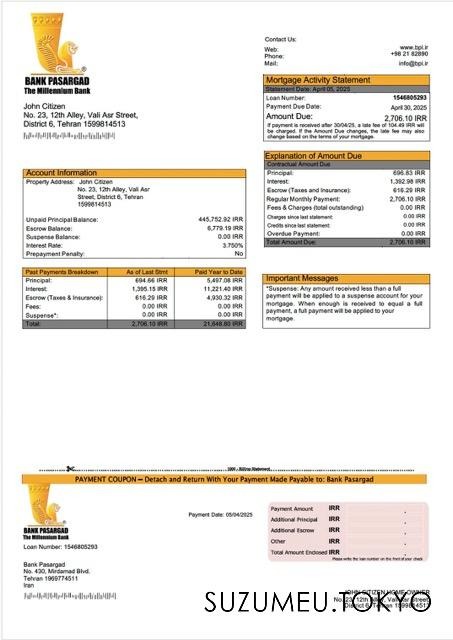 BANK PASARGAD
The Millennium Bank
Contact Us:
Web: www.bpi.ir
Phone: +98 21 82890
Mail: info@bpi.ir
John Citizen
No. 23, 12th Alley, Vali Asr Street,
District 6, Tehran 1599814513
Mortgage Activity Statement
Statement Date: April 05, 2025
Loan Number: 1546805293
Payment Due Date: April 30, 2025
Amount Due: 2,706.10 IRR
If payment is received after 30/04/25, a late fee of 104.49 IRR will
be charged. If the Amount Due changes, the late fee may also
change based on terms of your mortgage.
Account Information
Property Address: John Citizen
No. 23, 12th Alley, Vali Asr
Street, District 6, Tehran
1599814513
Unpaid Principal Balance: 445,752.92 IRR
Escrow Balance: 6,779.19 IRR
Suspense Balance: 0.00 IRR
Interest Rate: 3.750%
Prepayment Penalty: No
Explanation of Amount Due
Contractual Amount Due
Principal: 696.83 IRR
Interest: 1,392.98 IRR
Escrow (Taxes and Insurance): 616.29 IRR
Regular Monthly Payment: 2,706.10 IRR
Fees & Charges (total outstanding) 0.00 IRR
Charges since last statement: 0.00 IRR
Credits since last statement: 0.00 IRR
Overdue Payment: 0.00 IRR
Total Amount Due: 2,706.10 IRR
Past Payments Breakdown As of Last Stmt Paid Year to Date
Principal: 694.66 IRR 5,497.08 IRR
Interest: 1,395.15 IRR 11,221.40 IRR
Escrow (Taxes & Insurance): 616.29 IRR 4,930.32 IRR
Fees: 0.00 IRR 0.00 IRR
Suspense*: 0.00 IRR 0.00 IRR
Total: 2,706.10 IRR 21,648.80 IRR
Important Messages
*Suspense: Any amount received less than a full
payment will be applied to a suspense account for your
mortgage. When enough is received to equal a full
payment, a full payment will be applied to your
mortgage.
PAYMENT COUPON – Detach and Return With Your Payment Made Payable to: Bank Pasargad
BANK PASARGAD
The Millennium Bank
Loan Number: 1546805293
Payment Date: 05/04/2025
Payment Amount IRR
Additional Principal IRR
Additional Escrow IRR
Other IRR
Total Amount Enclosed IRR
Please write the loan number on the front of your check
Bank Pasargad
No. 430, Mirdamad Blvd.
Tehran 1969774511
Iran
JOHN CITIZEN HOME OWNER
SUZUMEU.TOKYO